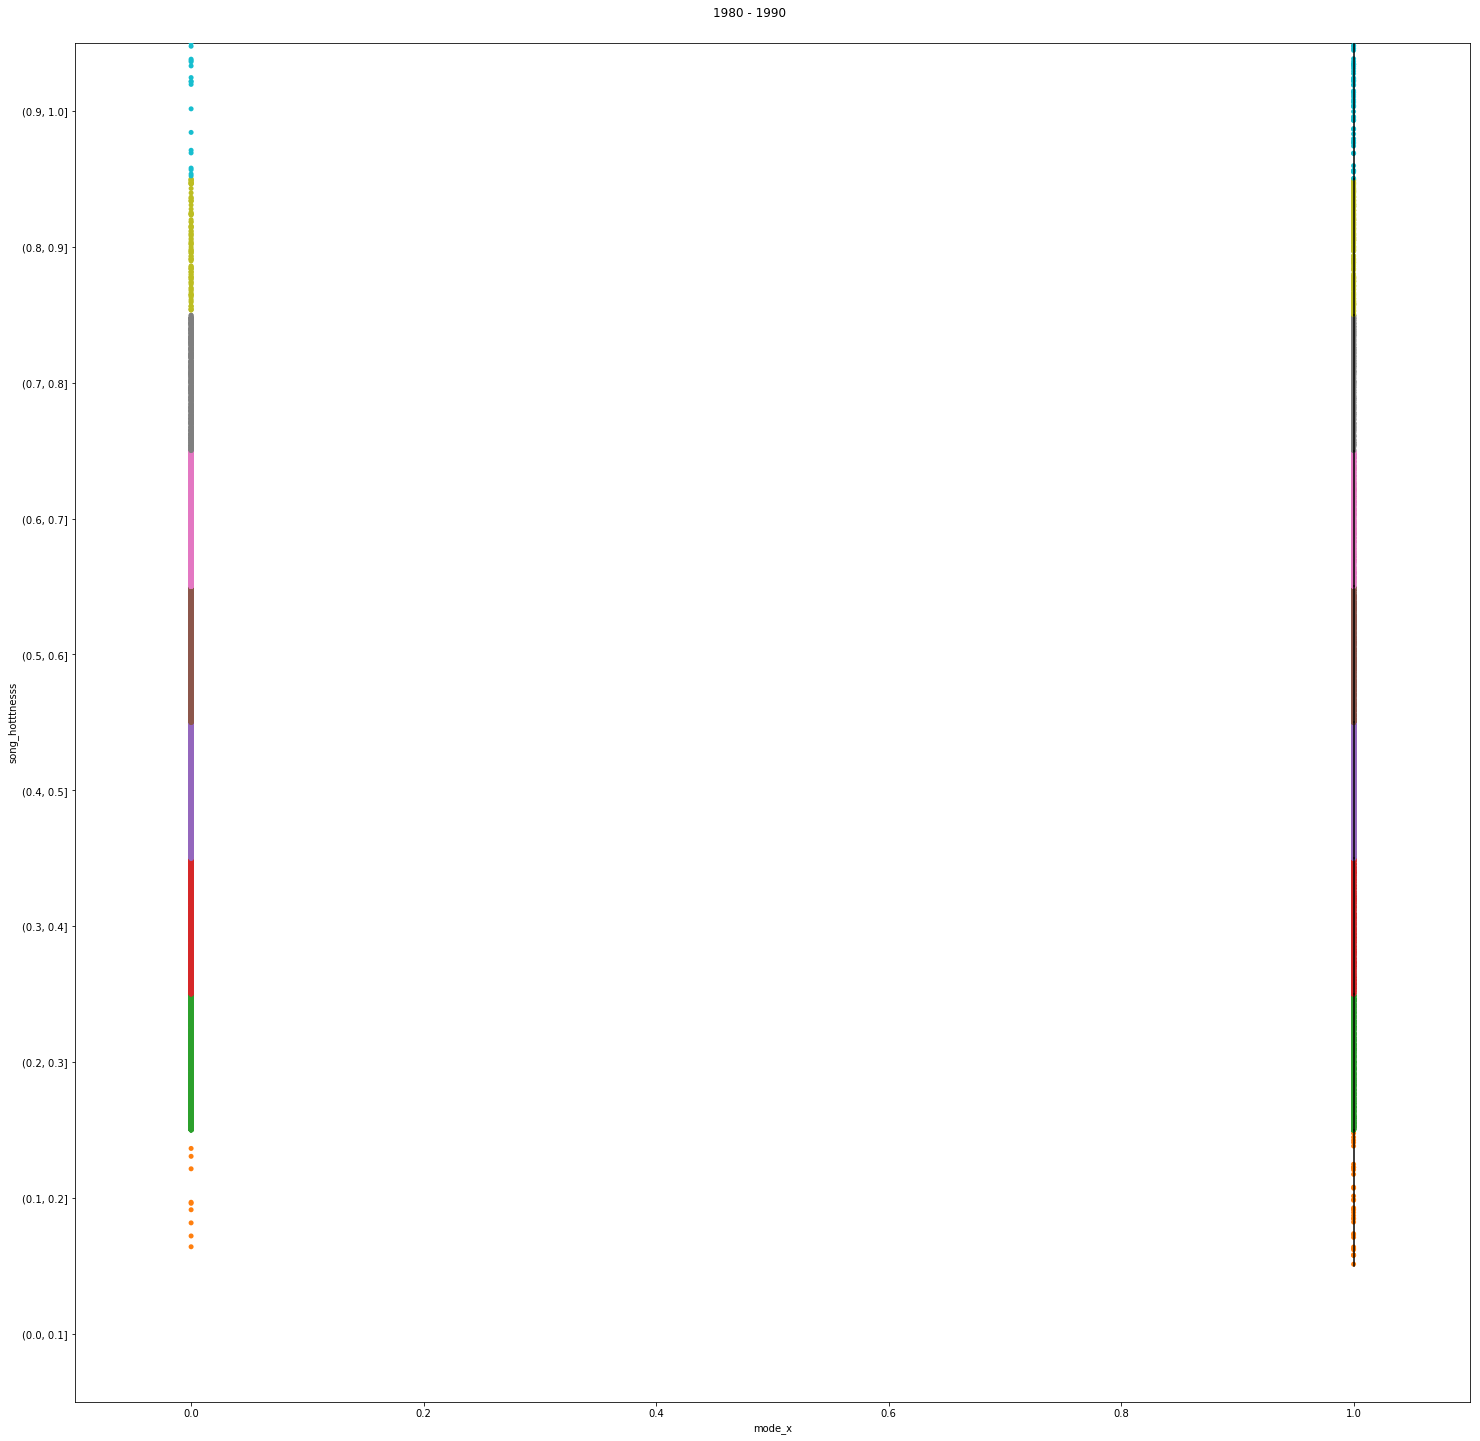 1980 - 1990
(0.9, 1.0]
(0.8, 0.9]
(0.7, 0.8]
(0.6, 0.7]
(0.5, 0.6]
song_hotttnesss
(0.4, 0.5]
(0.3, 0.4]
(0.2, 0.3]
(0.1, 0.2]
(0.0, 0.1]
0.0 0.2 0.4 0.6 0.8 1.0
mode_x